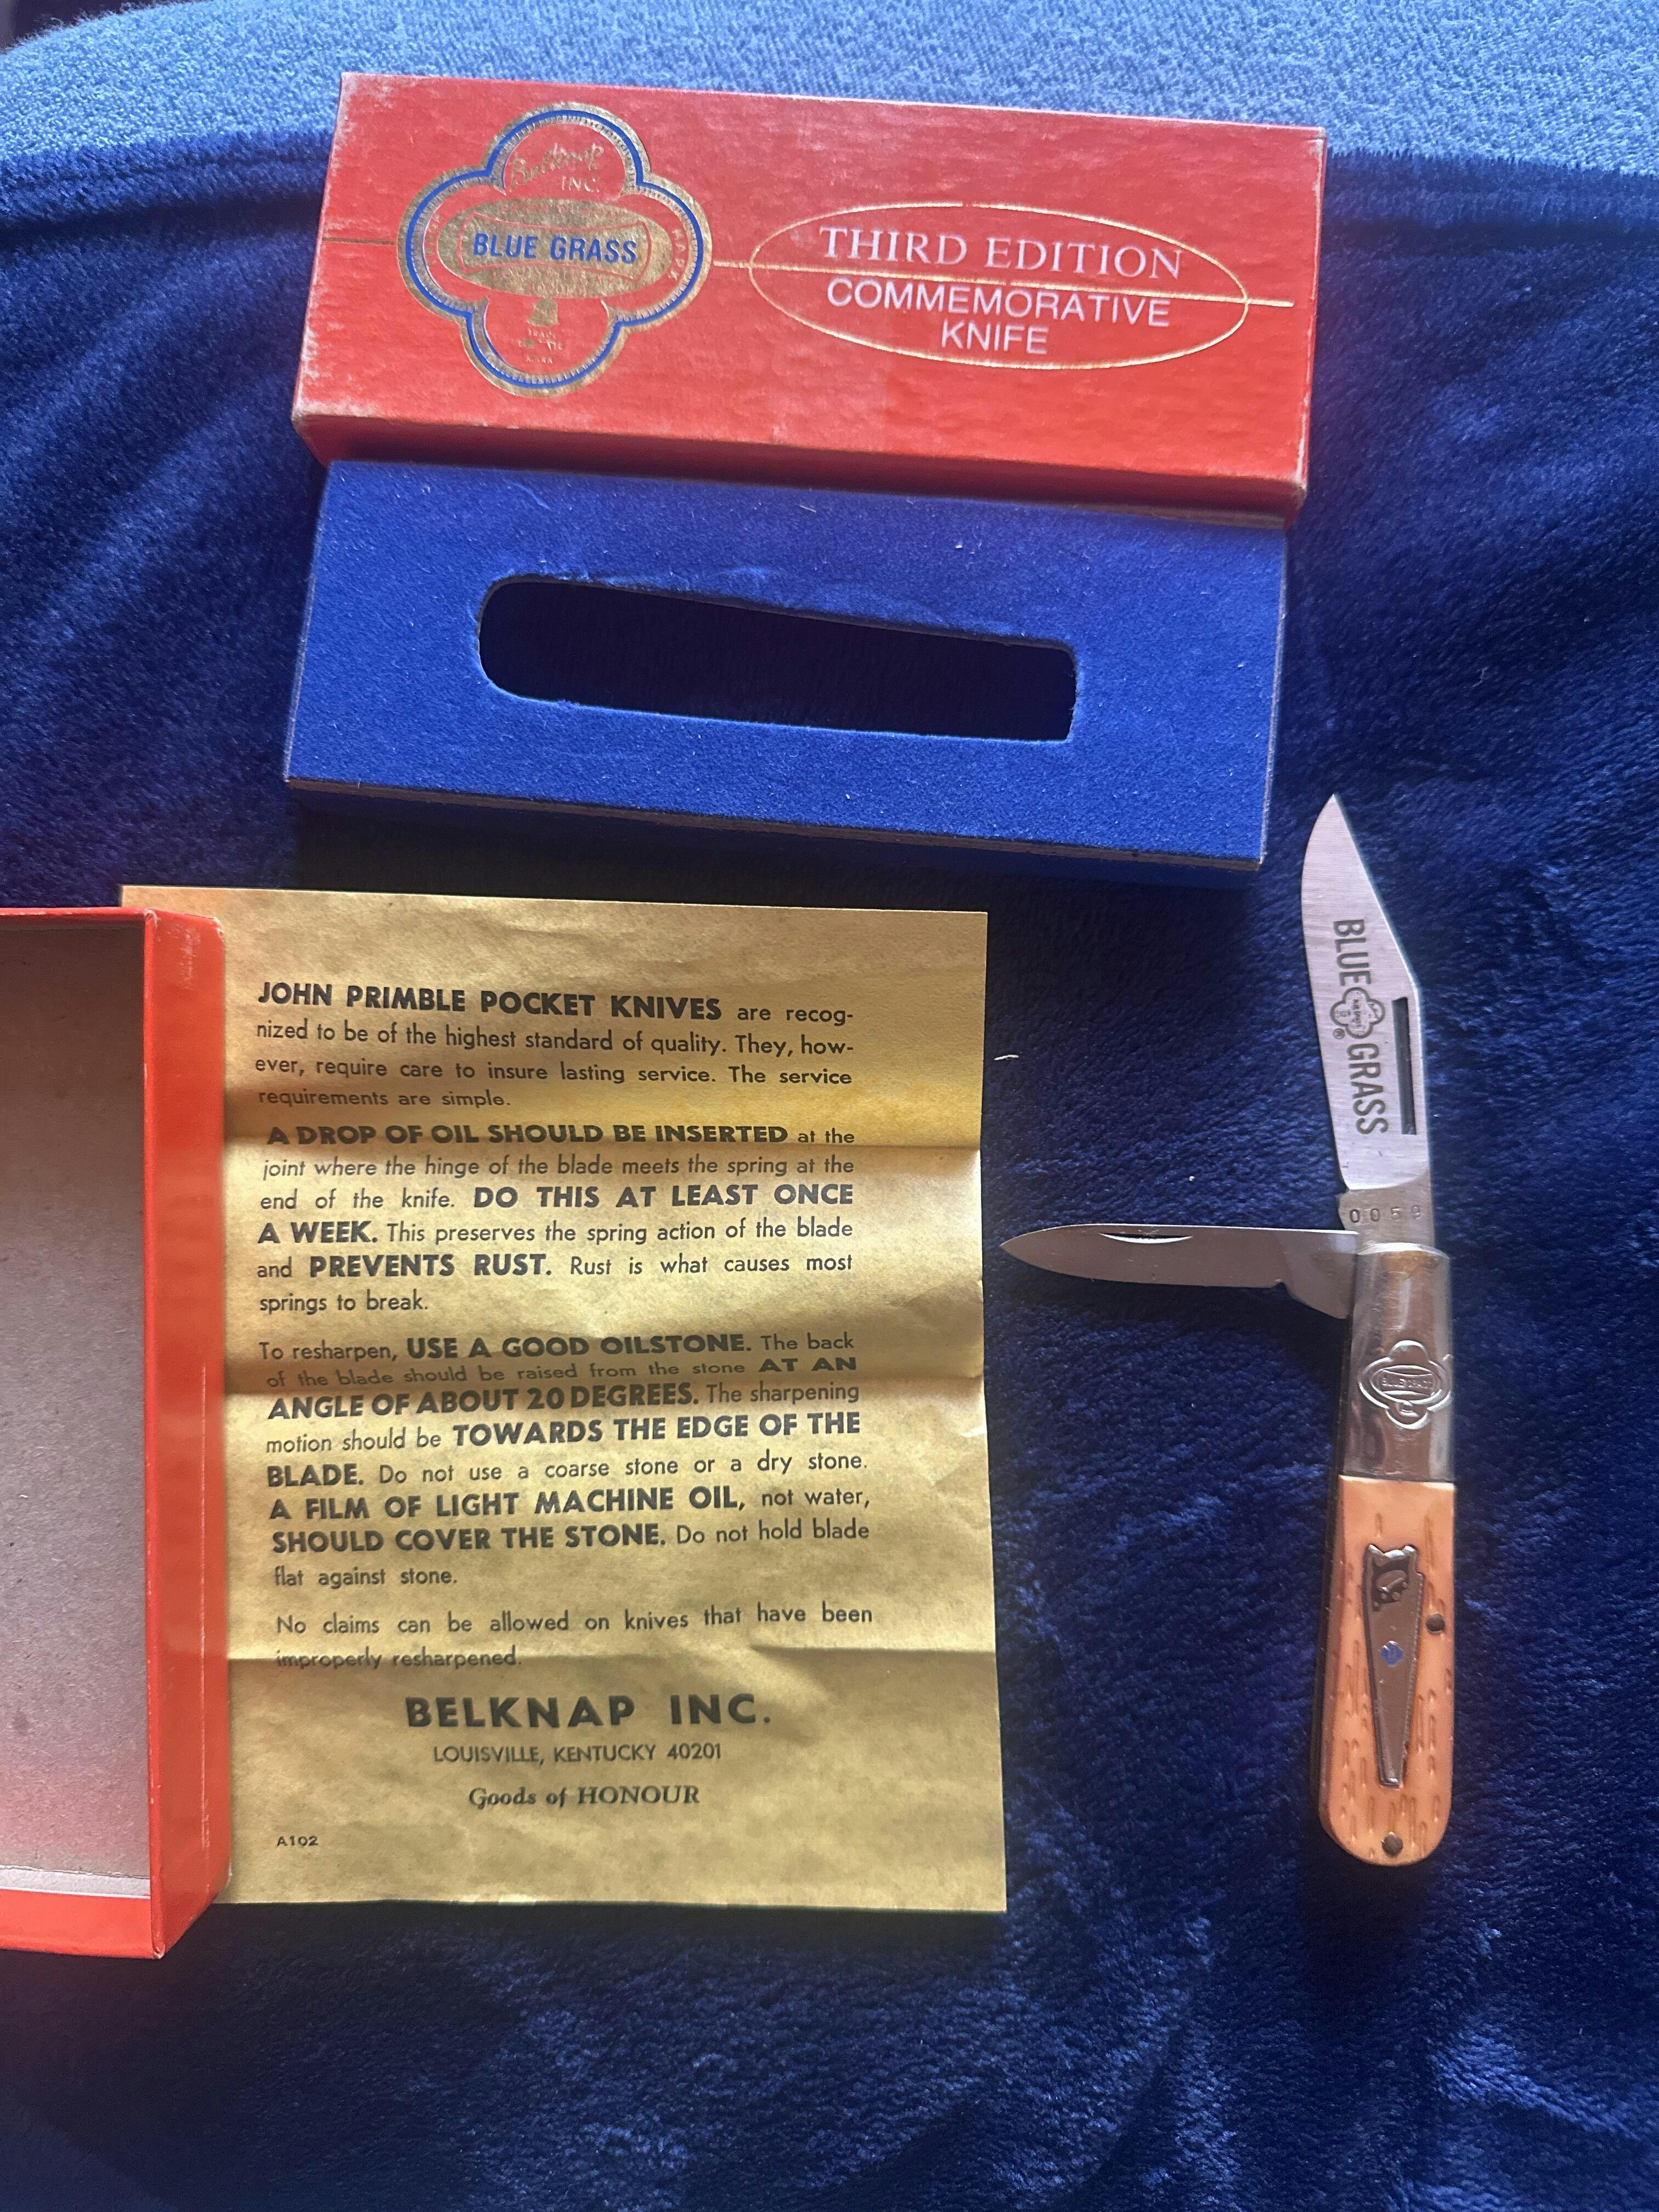 Belknap
INC.
BLUE GRASS
MARK
TRADE
MARK
THIRD EDITION
COMMEMORATIVE
KNIFE
JOHN PRIMBLE POCKET KNIVES are recog-
nized to be of the highest standard of quality. They, how-
ever, require care to insure lasting service. The service
requirements are simple.
A DROP OF OIL SHOULD BE INSERTED at the
joint where the hinge of the blade meets the spring at the
end of the knife. DO THIS AT LEAST ONCE
A WEEK. This preserves the spring action of the blade
and PREVENTS RUST. Rust is what causes most
springs to break.
To resharpen, USE A GOOD OILSTONE. The back
of the blade should be raised from the stone AT AN
ANGLE OF ABOUT 20 DEGREES. The sharpening
motion should be TOWARDS THE EDGE OF THE
BLADE. Do not use a coarse stone or a dry stone.
A FILM OF LIGHT MACHINE OIL, not water,
SHOULD COVER THE STONE. Do not hold blade
flat against stone.
No claims can be allowed on knives that have been
improperly resharpened.
BELKNAP INC.
LOUISVILLE, KENTUCKY 40201
Goods of HONOUR
A102
BLUE GRASS
®
BLUE GRASS